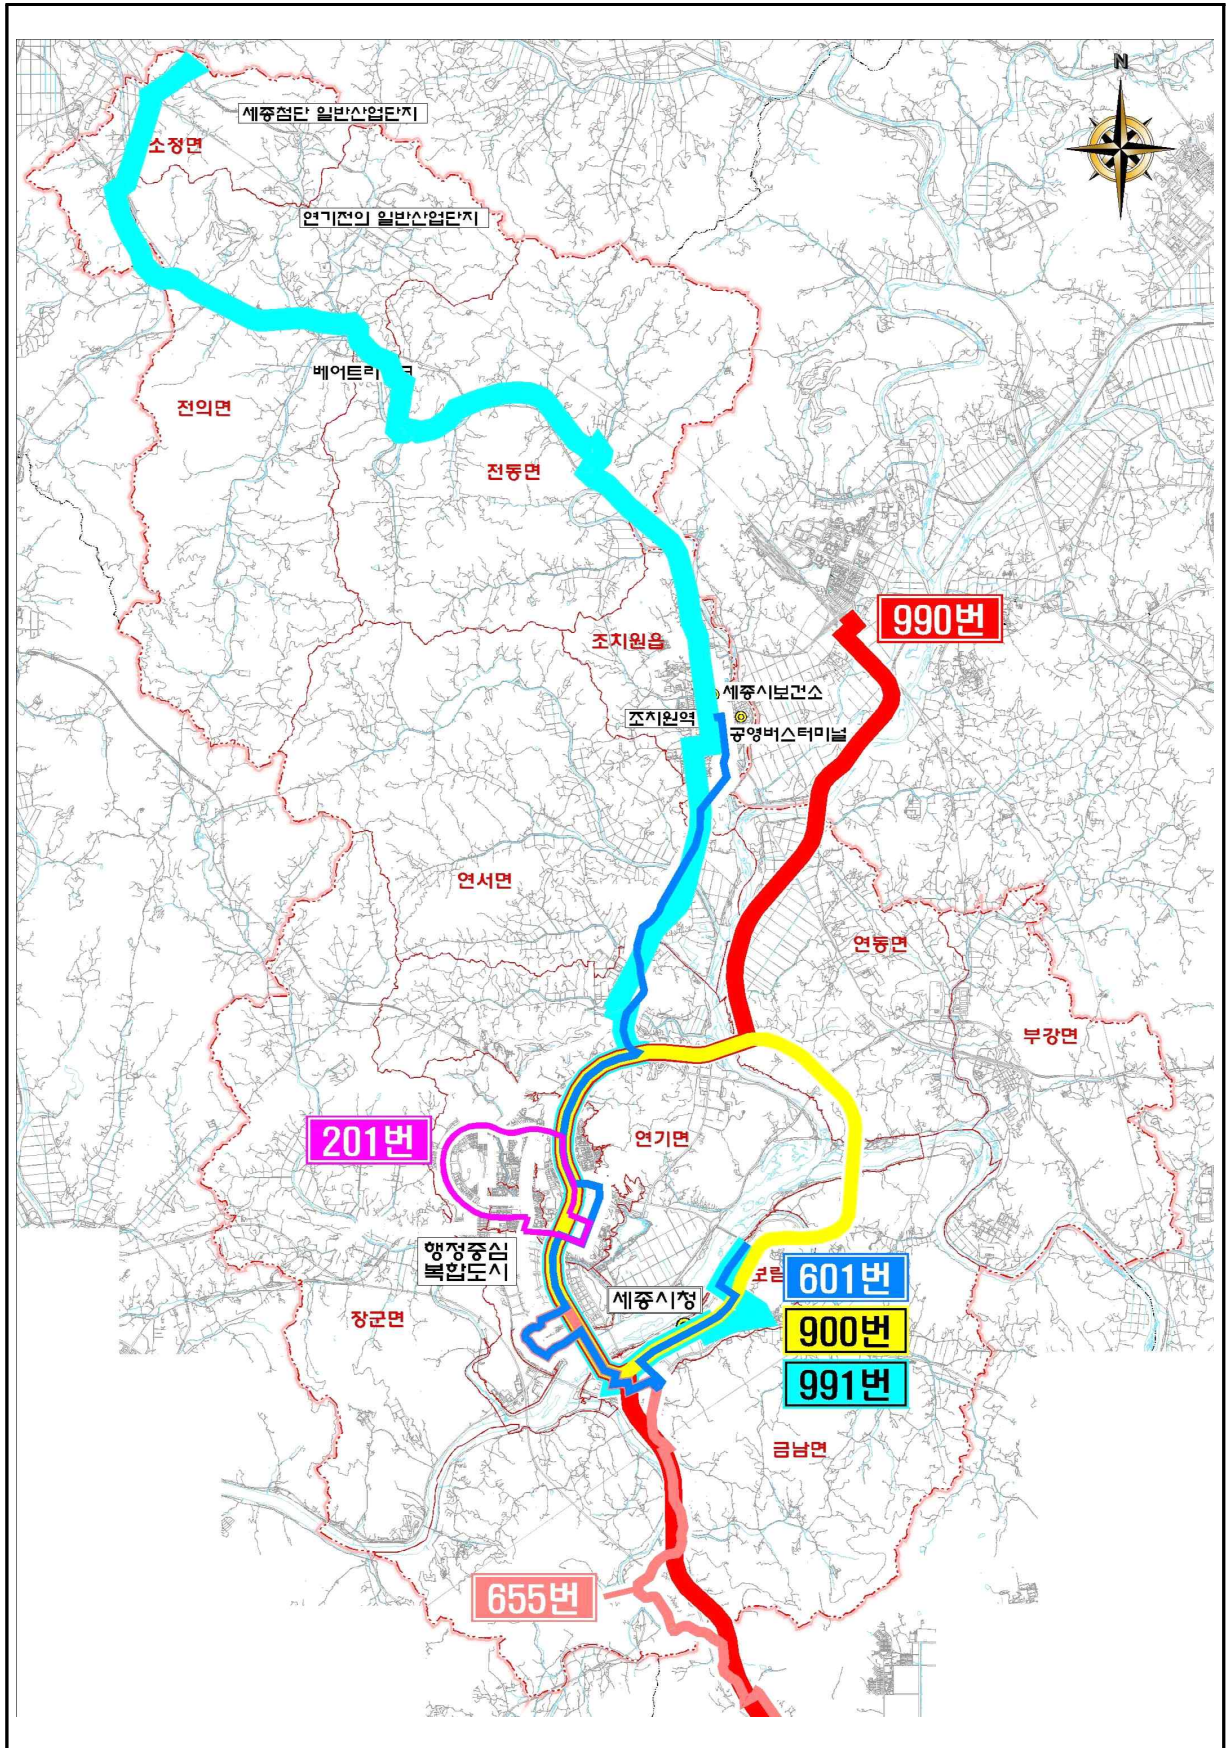 N
세종첨단 일반산업단지
소정면
연기전의 일반산업단지
베어트리
전의면
전동면
990번
조치원읍
세종시보건소
조치원역
공영버스터미널
연서면
연동면
부강면
201번
연기면
행정중심
복합도시
601번
세종시청
장군면
900번
991번
금남면
655번